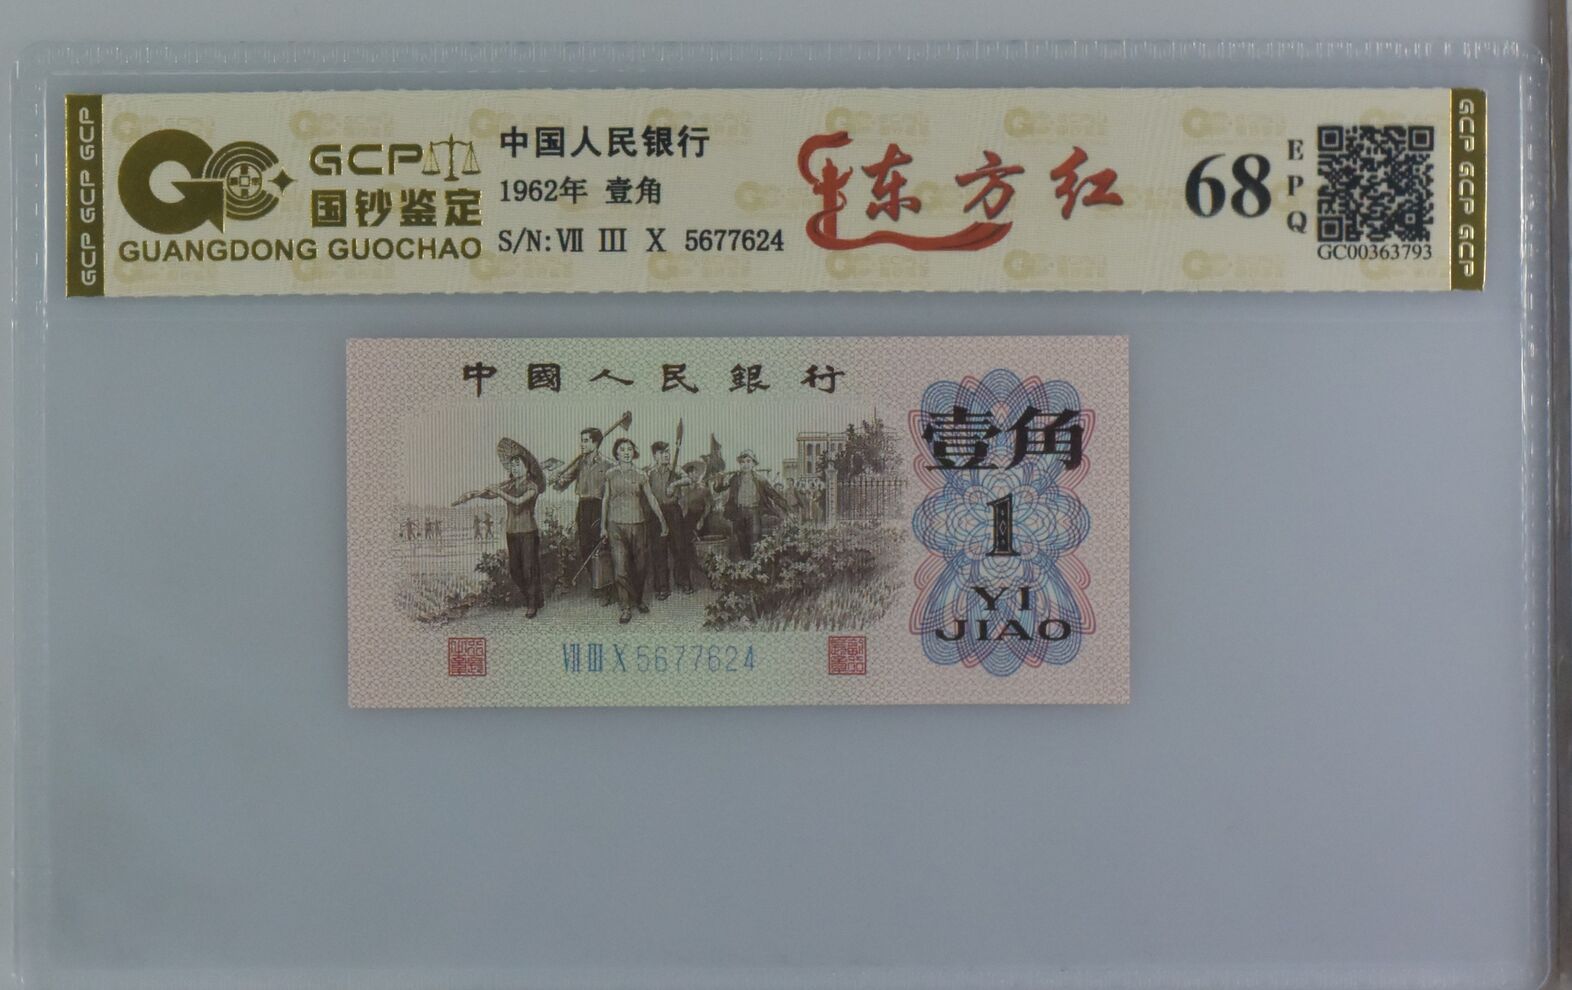 GCP GCP GCP
GCP
国钞鉴定
GUANGDONG GUOCHAO
中国人民银行
1962年 壹角
S/N: Ⅶ Ⅲ Ⅹ 5677624
东方红
68
EPQ
GC00363793
GCP GCP GCP
中國人民銀行
壹角
1
YI
JIAO
Ⅶ Ⅲ Ⅹ 5677624